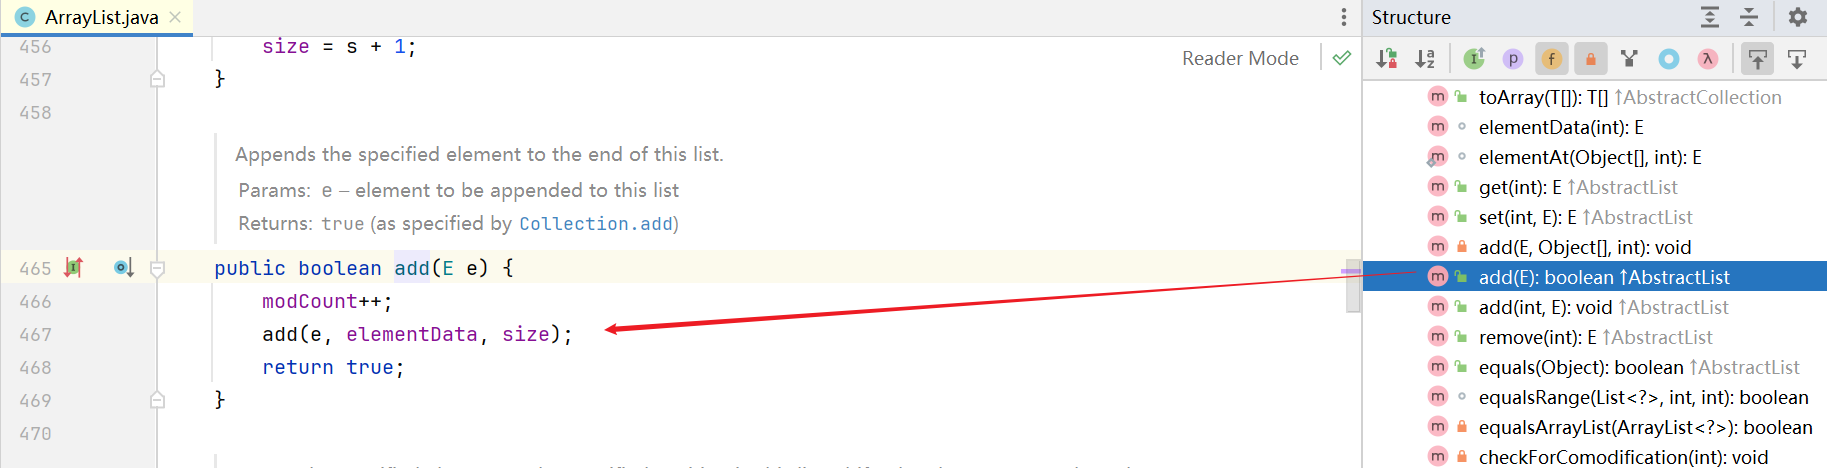 ArrayList.java
456 size = s + 1;
457 }
458
Reader Mode
Appends the specified element to the end of this list.
Params: e – element to be appended to this list
Returns: true (as specified by Collection.add)
465 public boolean add(E e) {
466 modCount++;
467 add(e, elementData, size);
468 return true;
469 }
470
Structure
toArray(T[]): T[] ↑AbstractCollection
elementData(int): E
elementAt(Object[], int): E
get(int): E ↑AbstractList
set(int, E): E ↑AbstractList
add(E, Object[], int): void
add(E): boolean ↑AbstractList
add(int, E): void ↑AbstractList
remove(int): E ↑AbstractList
equals(Object): boolean ↑AbstractList
equalsRange(List<?>, int, int): boolean
equalsArrayList(ArrayList<?>): boolean
checkForComodification(int): void